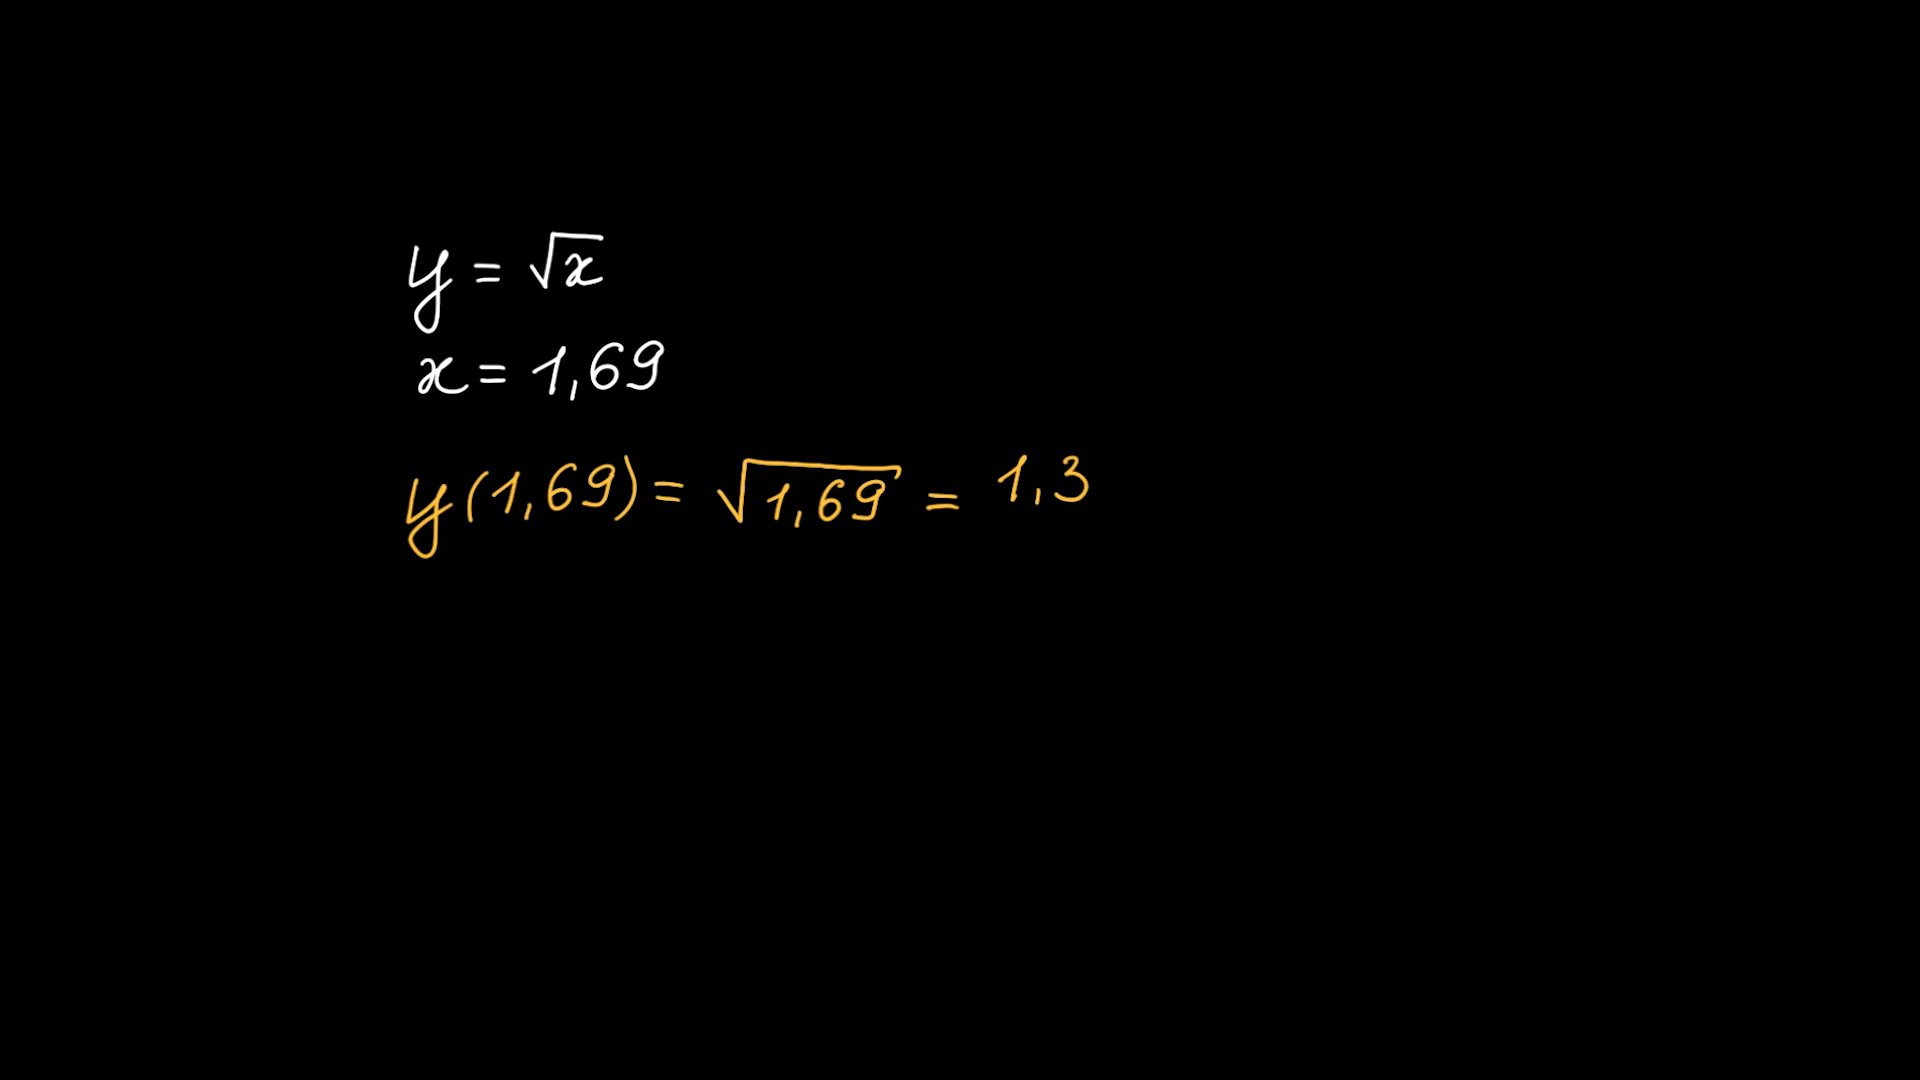 y = √x
x = 1,69
y(1,69) = √1,69 = 1,3